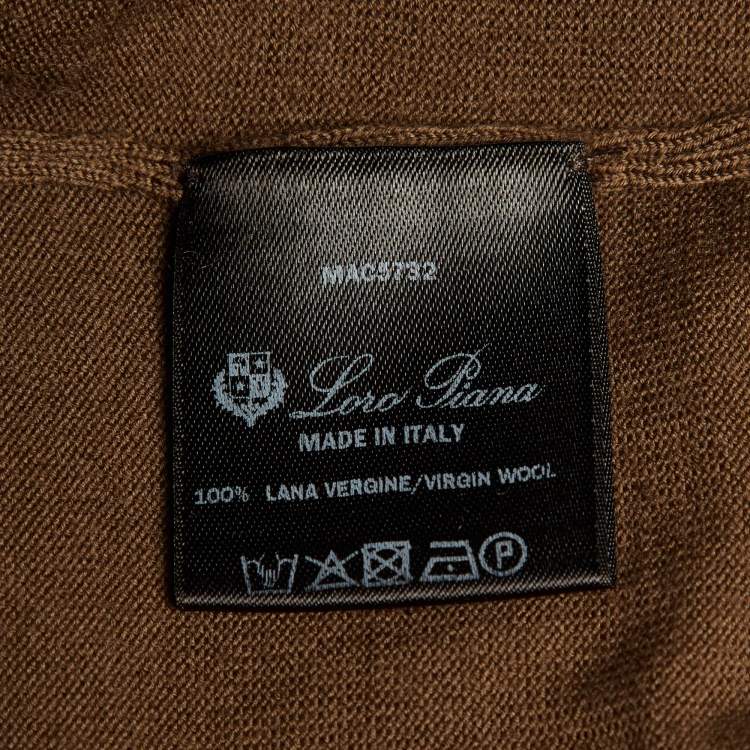 MAC5732
Loro Piana
MADE IN ITALY
100% LANA VERGINE/VIRGIN WOOL
P